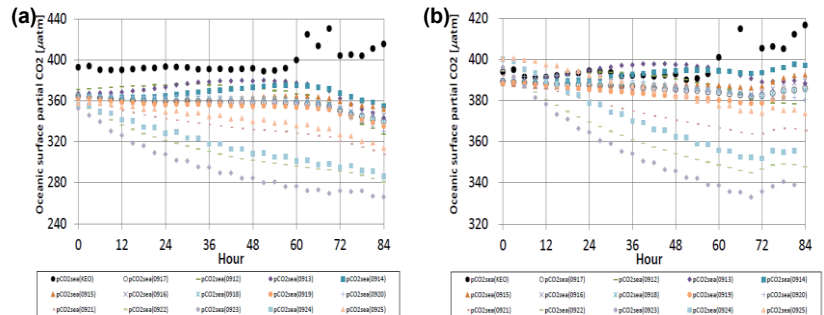 (a)
Oceanic surface partial CO2 [μatm]
440
400
360
320
280
240
0 12 24 36 48 60 72 84
Hour
pCO2sea(KEO) pCO2sea(0917) pCO2sea(0912) pCO2sea(0913) pCO2sea(0914)
pCO2sea(0915) pCO2sea(0916) pCO2sea(0918) pCO2sea(0919) pCO2sea(0920)
pCO2sea(0921) pCO2sea(0922) pCO2sea(0923) pCO2sea(0924) pCO2sea(0925)
(b)
Oceanic surface partial CO2 [μatm]
420
400
380
360
340
320
0 12 24 36 48 60 72 84
Hour
pCO2sea(KEO) pCO2sea(0917) pCO2sea(0912) pCO2sea(0913) pCO2sea(0914)
pCO2sea(0915) pCO2sea(0916) pCO2sea(0918) pCO2sea(0919) pCO2sea(0920)
pCO2sea(0921) pCO2sea(0922) pCO2sea(0923) pCO2sea(0924) pCO2sea(0925)